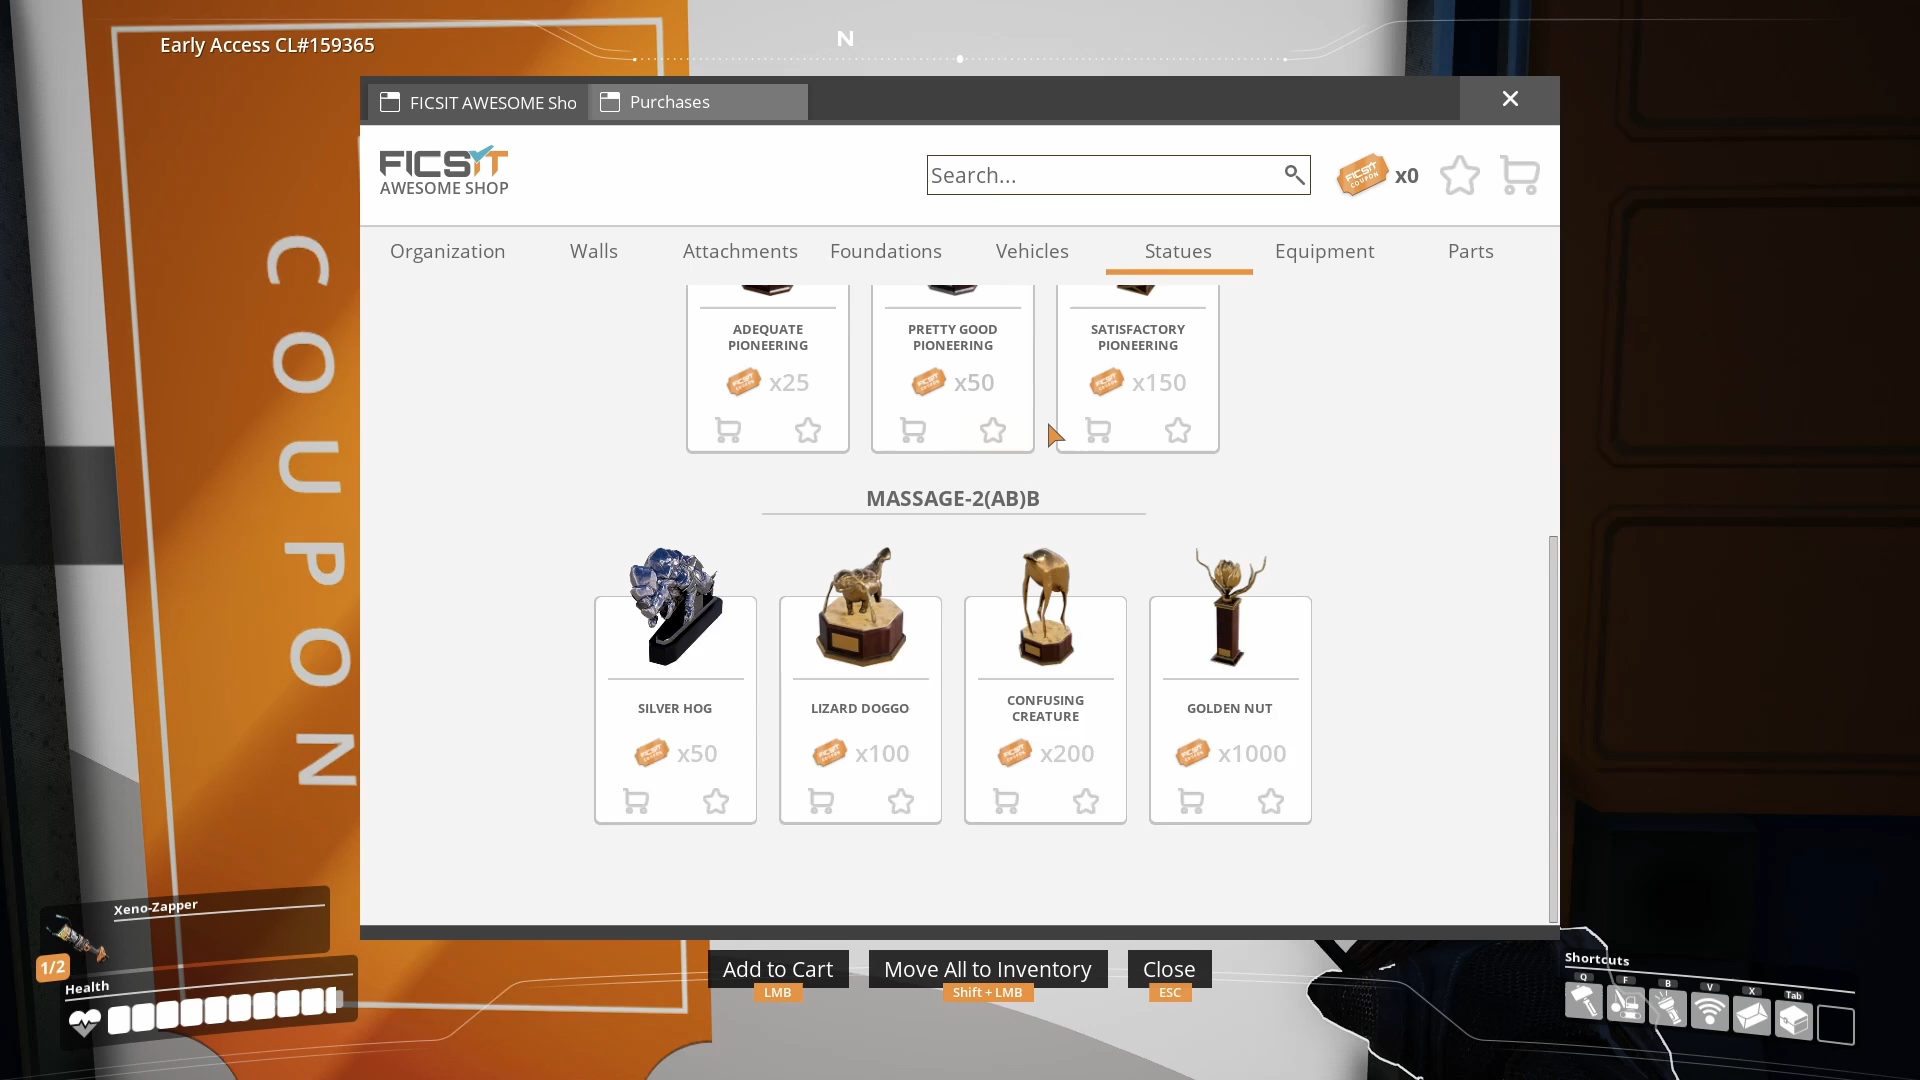 Early Access CL#159365
N
FICSIT AWESOME Sho
Purchases
FICSIT
AWESOME SHOP
Search...
FICSIT
COUPON
x0
Organization
Walls
Attachments
Foundations
Vehicles
Statues
Equipment
Parts
ADEQUATE
PIONEERING
x25
PRETTY GOOD
PIONEERING
x50
SATISFACTORY
PIONEERING
x150
MASSAGE-2(AB)B
SILVER HOG
x50
LIZARD DOGGO
x100
CONFUSING
CREATURE
x200
GOLDEN NUT
x1000
COUPON
Xeno-Zapper
1/2
Health
Add to Cart
LMB
Move All to Inventory
Shift + LMB
Close
ESC
Shortcuts
Q
F
B
V
X
Tab